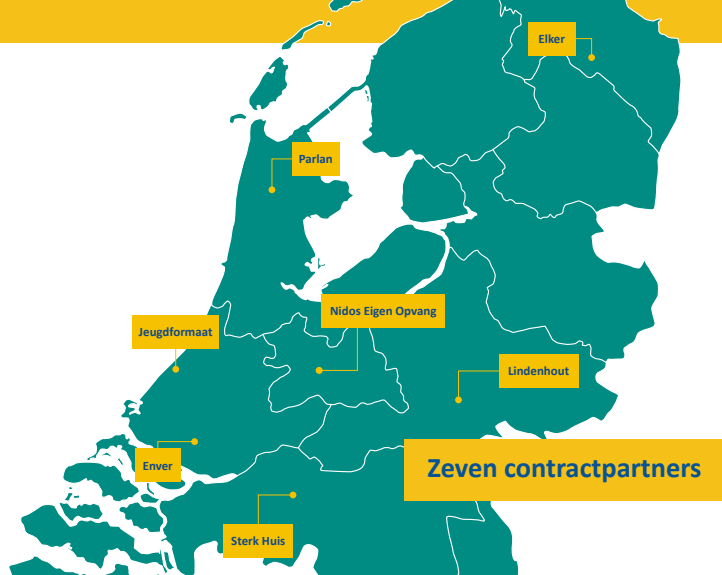 Elker
Parlan
Nidos Eigen Opvang
Jeugdformaat
Lindenhout
Enver
Zeven contractpartners
Sterk Huis